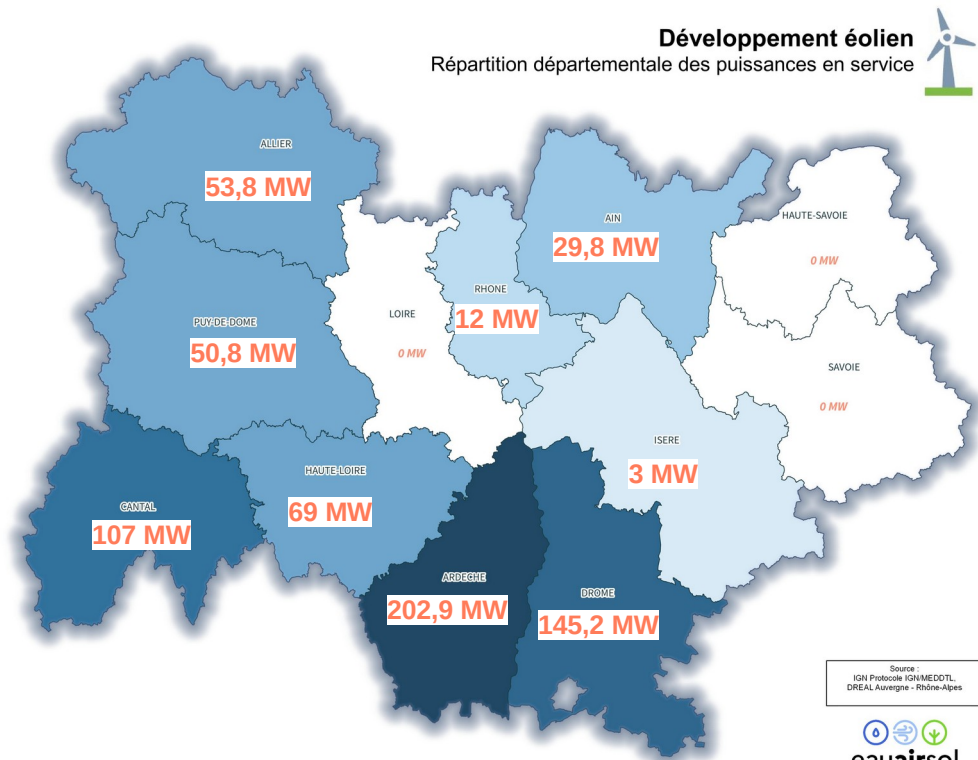 Développement éolien
Répartition départementale des puissances en service
ALLIER
53,8 MW
AIN
29,8 MW
HAUTE-SAVOIE
0 MW
RHONE
12 MW
LOIRE
0 MW
PUY-DE-DOME
50,8 MW
SAVOIE
0 MW
ISERE
3 MW
HAUTE-LOIRE
69 MW
CANTAL
107 MW
ARDECHE
202,9 MW
DROME
145,2 MW
Source :
IGN Protocole IGN/MEDDTL,
DREAL Auvergne - Rhône-Alpes
eauairsol